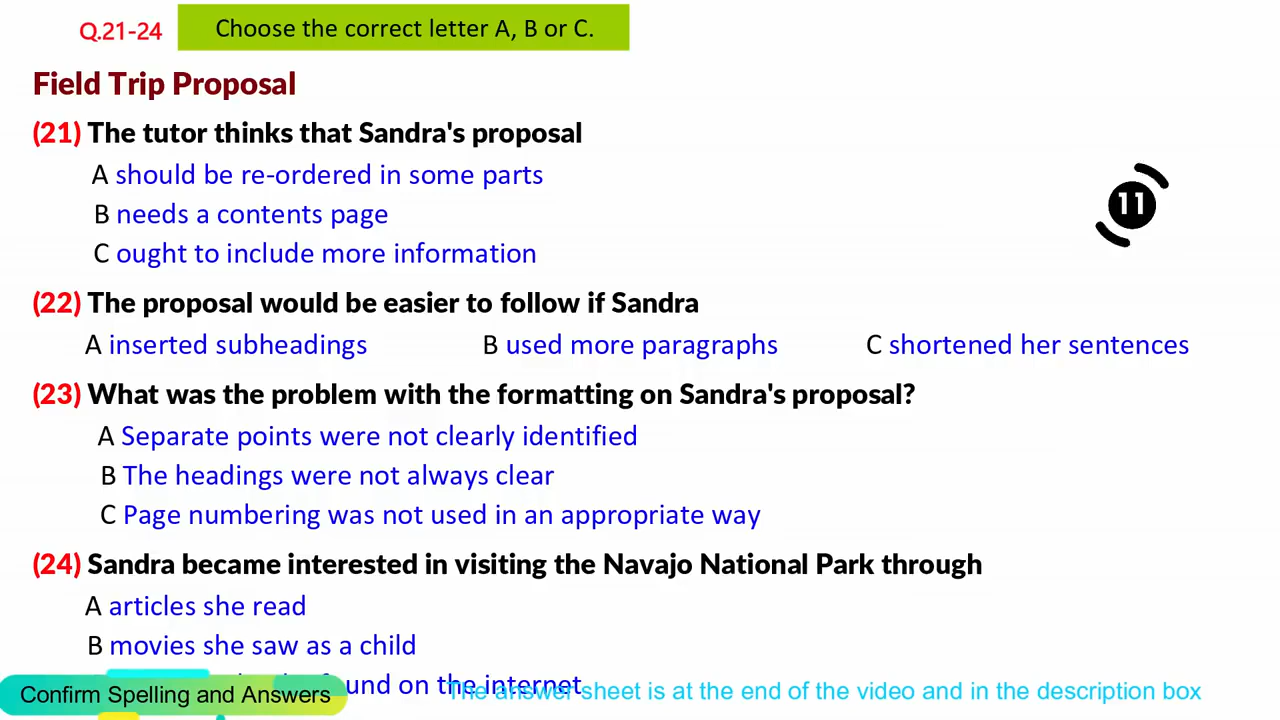 Q.21-24 Choose the correct letter A, B or C.
Field Trip Proposal
(21) The tutor thinks that Sandra's proposal
A should be re-ordered in some parts
B needs a contents page
C ought to include more information
11
(22) The proposal would be easier to follow if Sandra
A inserted subheadings B used more paragraphs C shortened her sentences
(23) What was the problem with the formatting on Sandra's proposal?
A Separate points were not clearly identified
B The headings were not always clear
C Page numbering was not used in an appropriate way
(24) Sandra became interested in visiting the Navajo National Park through
A articles she read
B movies she saw as a child
on the internet
Confirm Spelling and Answers
The answer sheet is at the end of the video and in the description box